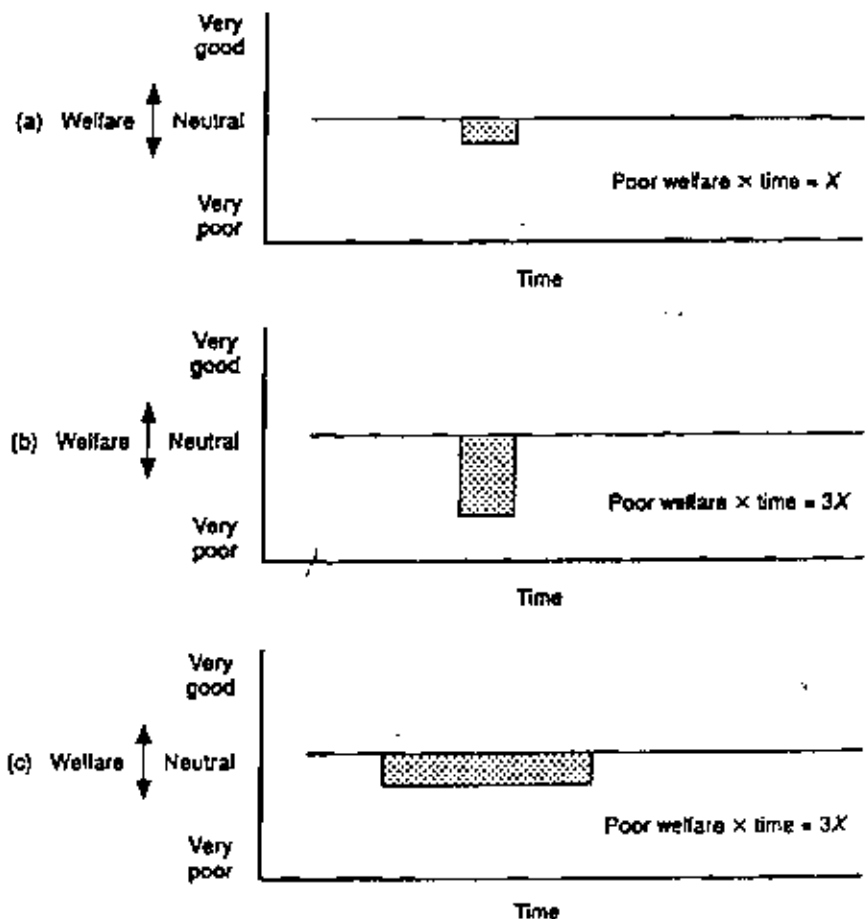 Very
good
(a) Welfare Neutral
Poor welfare × time = X
Very
poor
Time
Very
good
(b) Welfare Neutral
Poor welfare × time = 3X
Very
poor
Time
Very
good
(c) Welfare Neutral
Poor welfare × time = 3X
Very
poor
Time